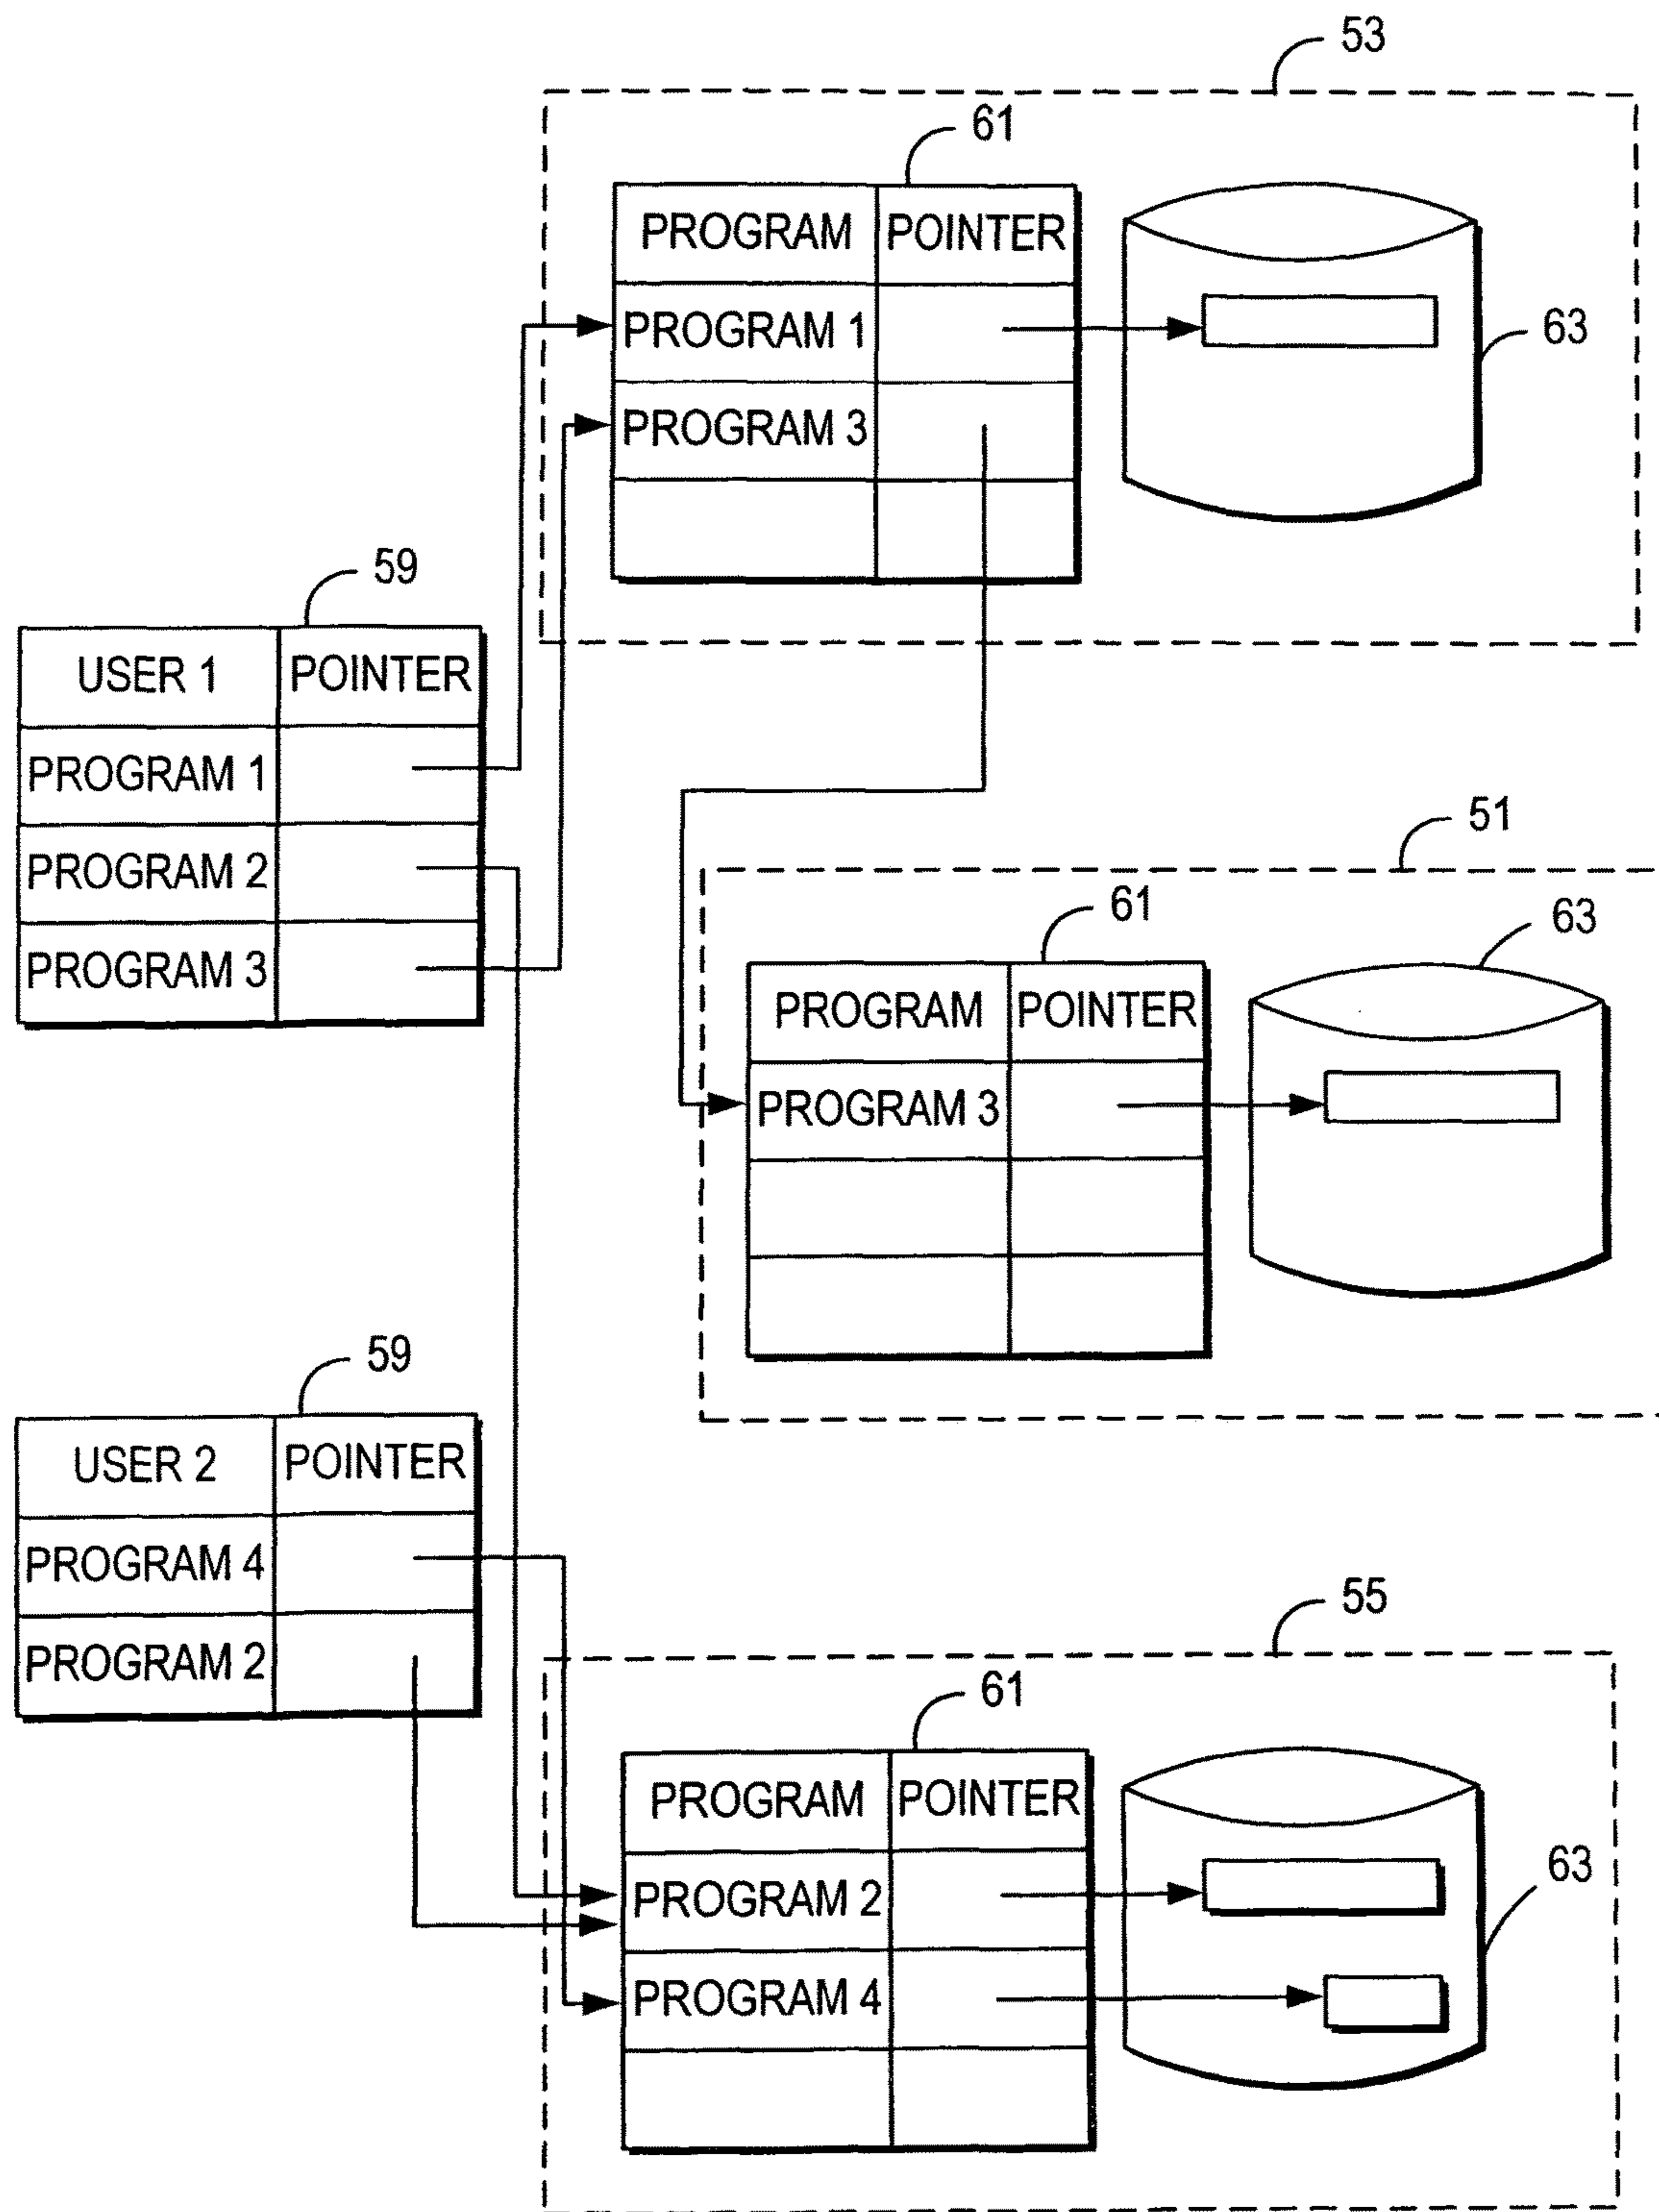 53
61
PROGRAM POINTER
PROGRAM 1
63
PROGRAM 3
59
USER 1 POINTER
PROGRAM 1
PROGRAM 2
PROGRAM 3
51
61
63
PROGRAM POINTER
PROGRAM 3
59
USER 2 POINTER
PROGRAM 4
PROGRAM 2
55
61
PROGRAM POINTER
PROGRAM 2
63
PROGRAM 4